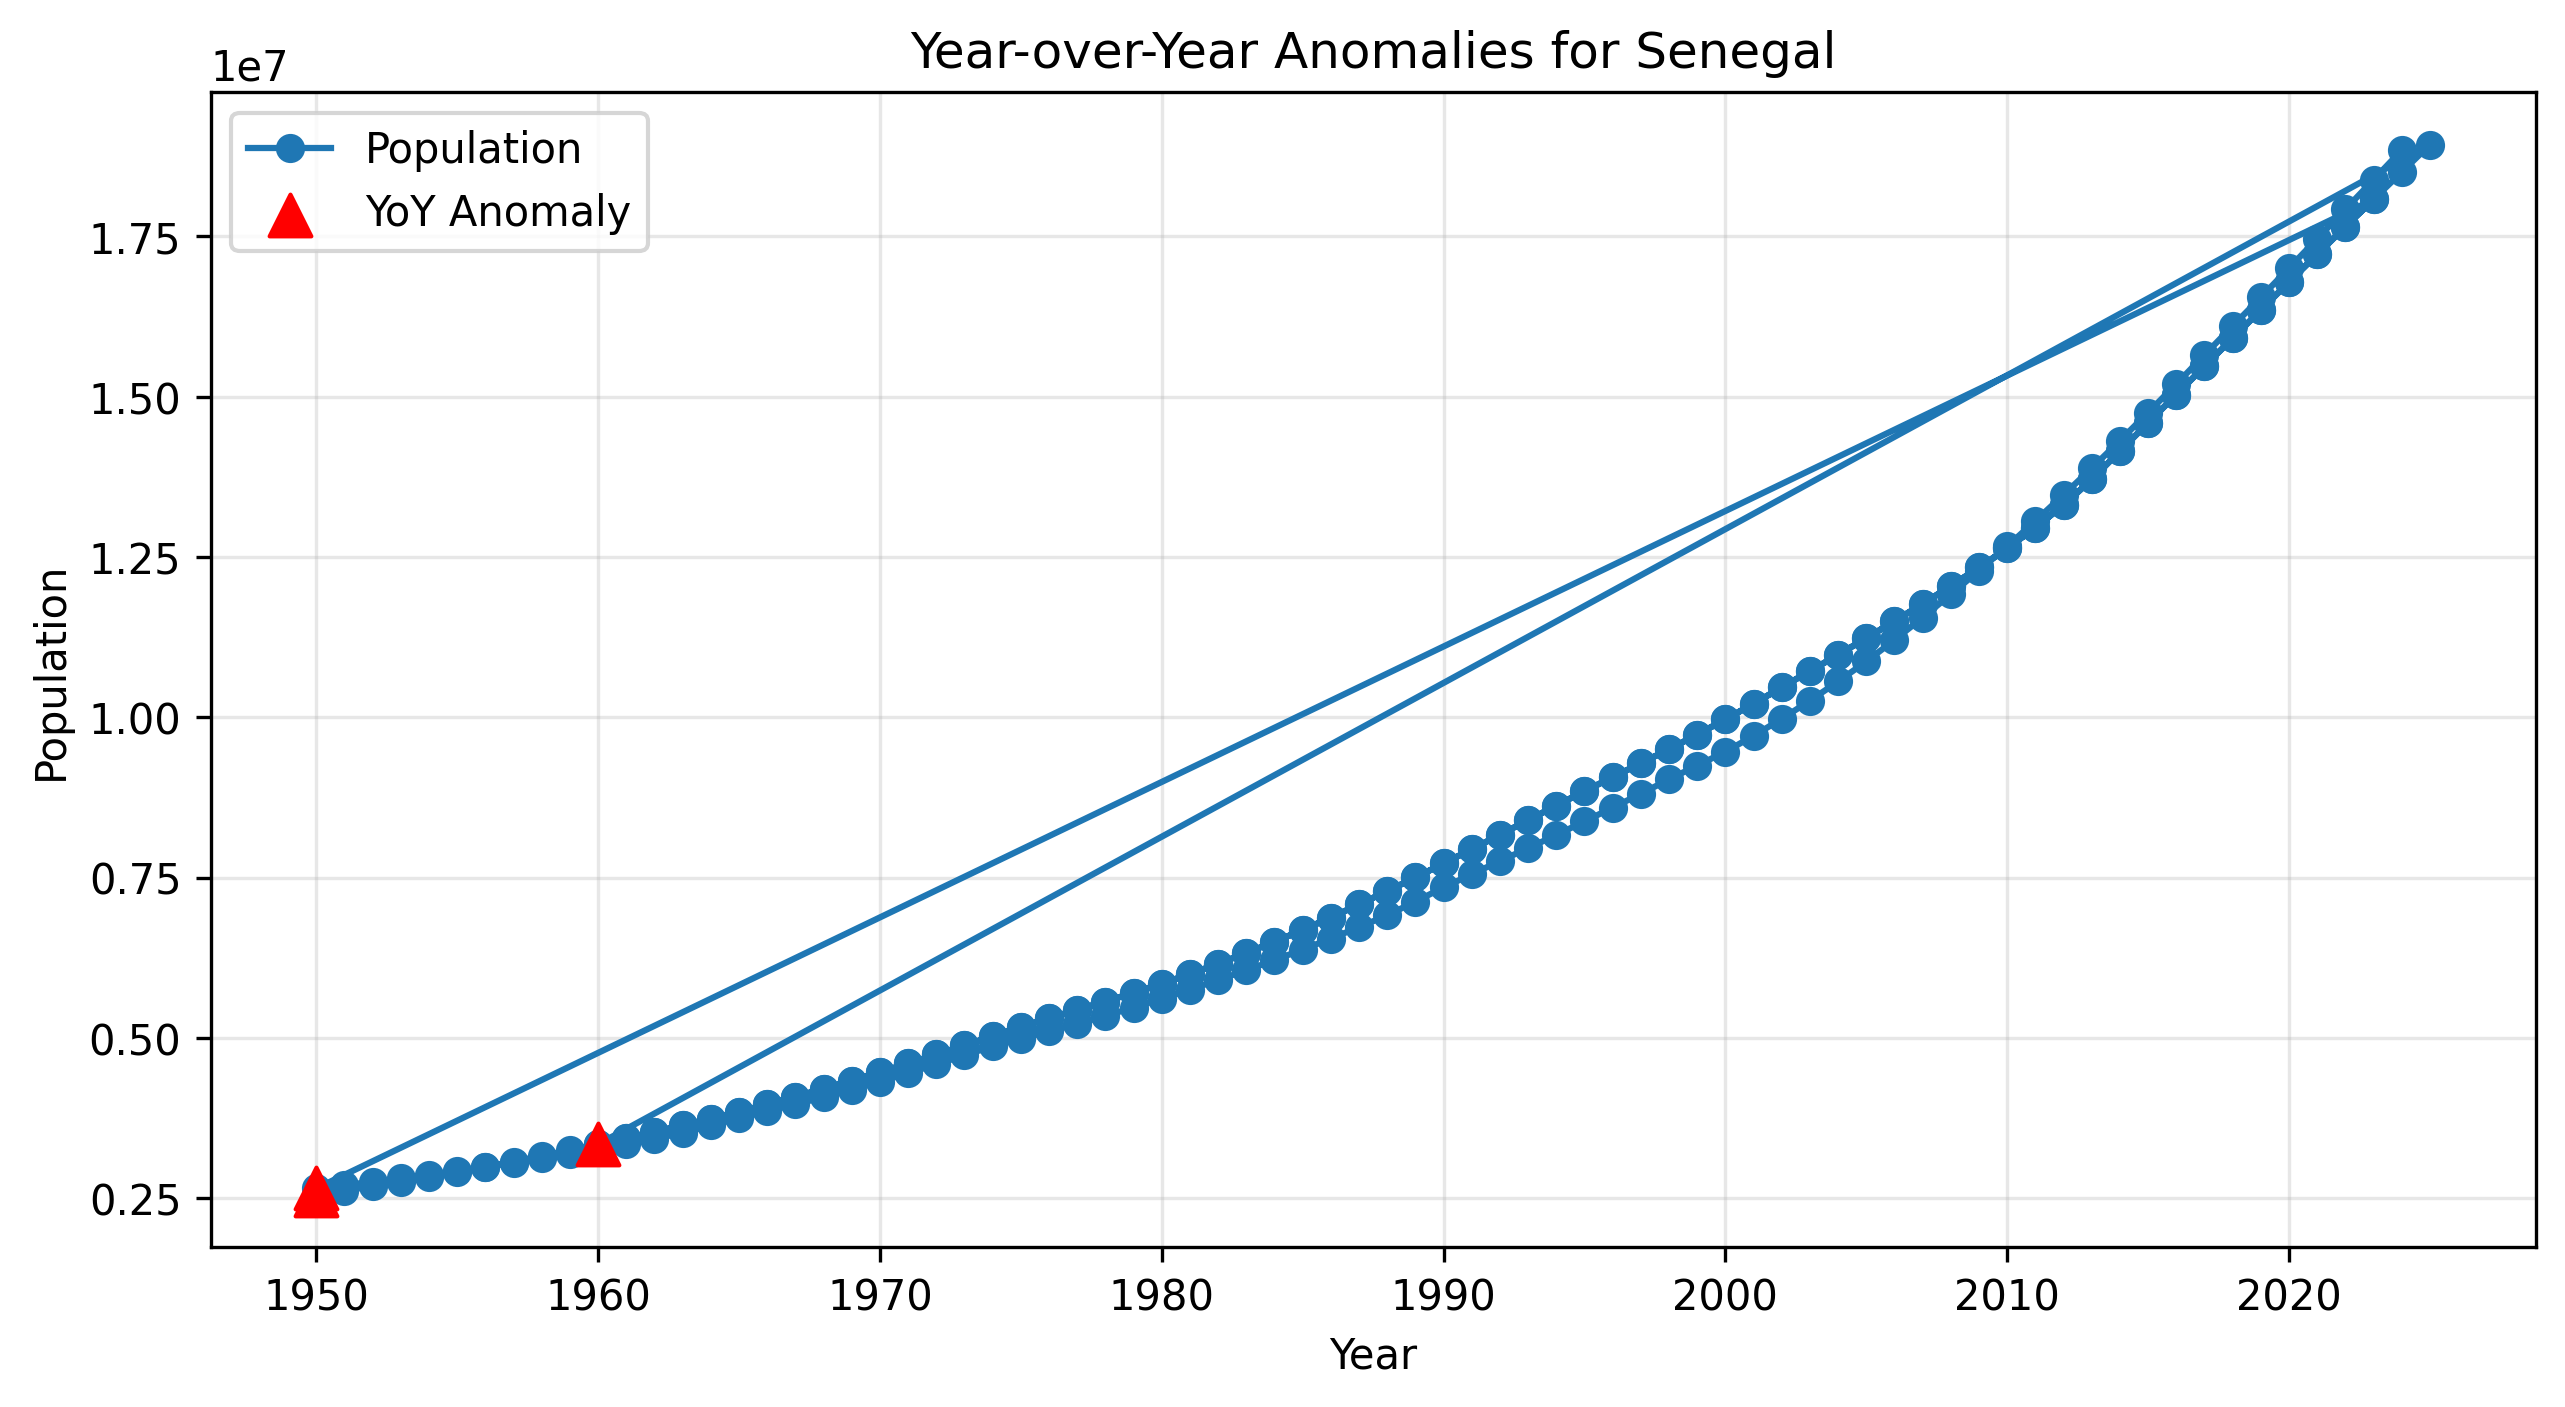 Year-over-Year Anomalies for Senegal
1e7
Population
YoY Anomaly
1.75
1.50
1.25
1.00
0.75
0.50
0.25
Population
1950 1960 1970 1980 1990 2000 2010 2020
Year